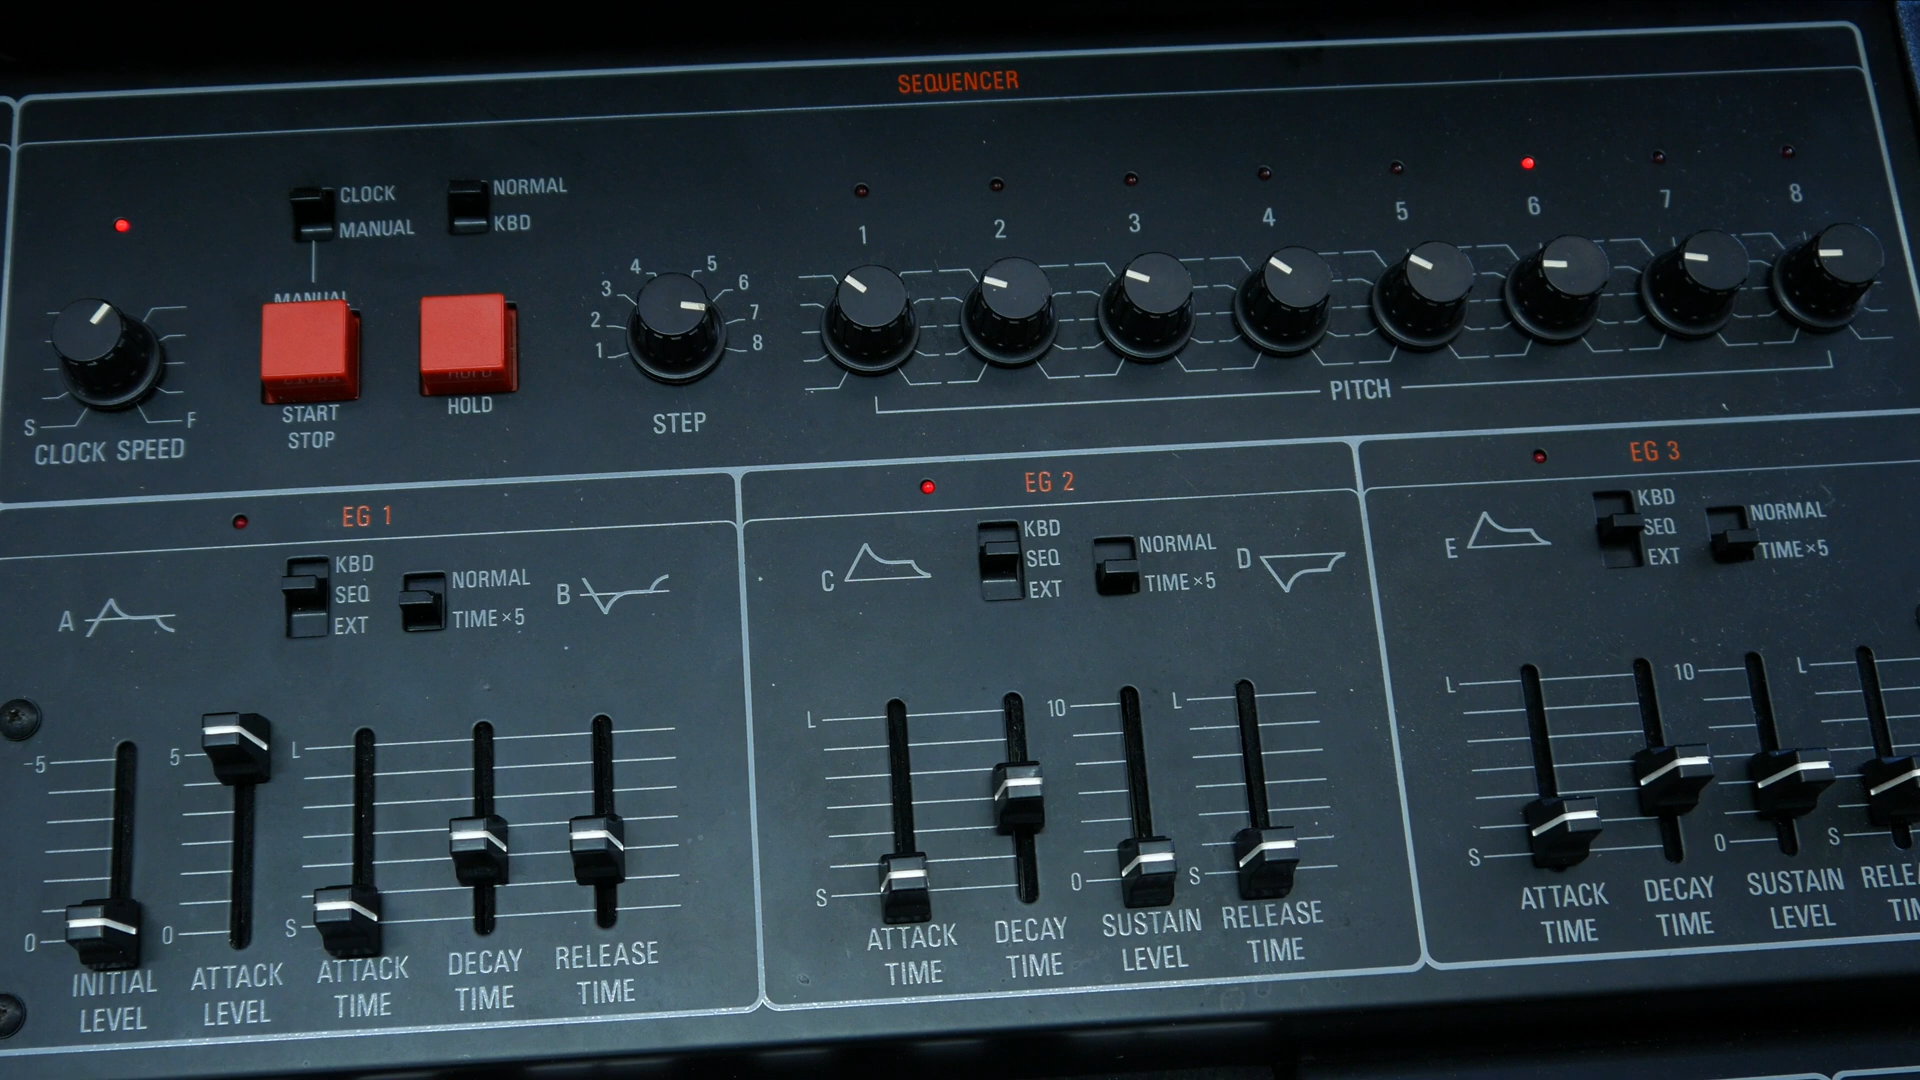 SEQUENCER
CLOCK
MANUAL
NORMAL
KBD
1 2 3 4 5 6 7 8
MANUAL
1 2 3 4 5 6 7 8
S F
CLOCK SPEED
START
STOP
HOLD
STEP
PITCH
EG 1
KBD
SEQ
EXT
NORMAL
TIME×5
A
B
-5
0
5
0
L
S
INITIAL
LEVEL
ATTACK
LEVEL
ATTACK
TIME
DECAY
TIME
RELEASE
TIME
EG 2
KBD
SEQ
EXT
NORMAL
TIME×5
C
D
L
S
10
0
L
S
ATTACK
TIME
DECAY
TIME
SUSTAIN
LEVEL
RELEASE
TIME
EG 3
KBD
SEQ
EXT
NORMAL
TIME×5
E
L
S
10
0
L
S
ATTACK
TIME
DECAY
TIME
SUSTAIN
LEVEL